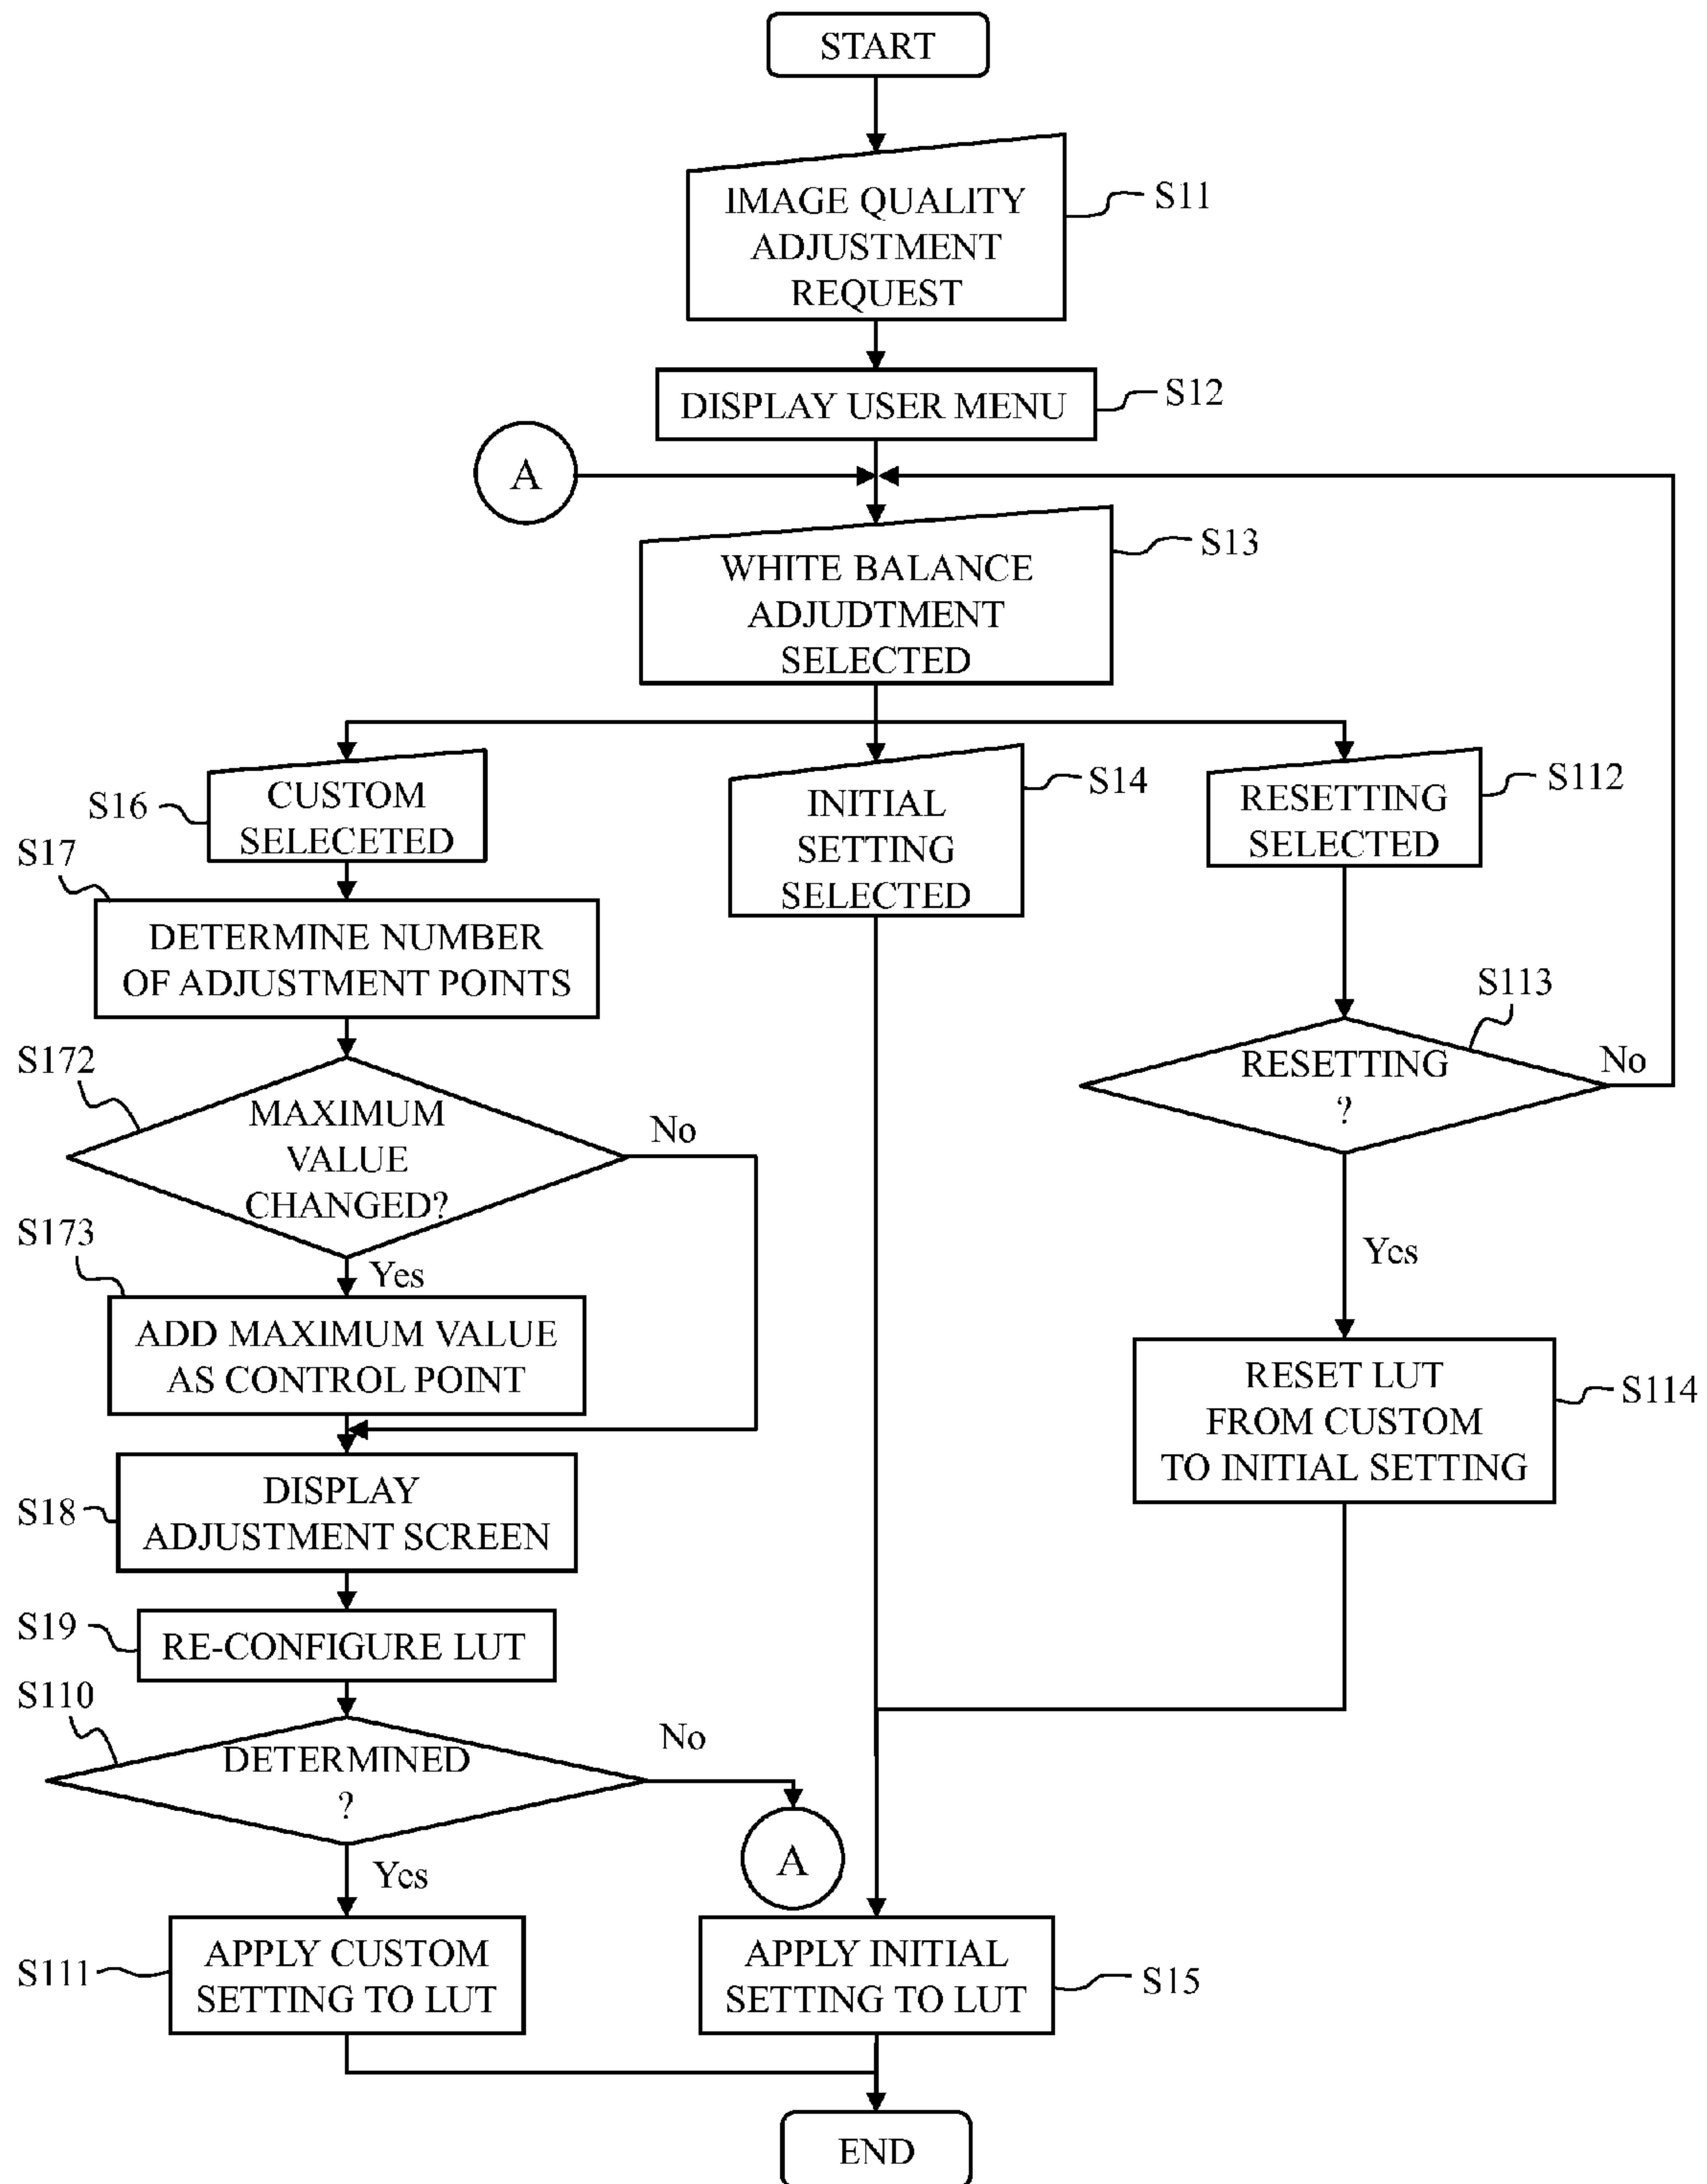 START
IMAGE QUALITY
ADJUSTMENT
REQUEST
S11
DISPLAY USER MENU
S12
A
WHITE BALANCE
ADJUDTMENT
SELECTED
S13
CUSTOM
SELECETED
S16
INITIAL
SETTING
SELECTED
S14
RESETTING
SELECTED
S112
S17
DETERMINE NUMBER
OF ADJUSTMENT POINTS
S113
RESETTING
?
No
S172
MAXIMUM
VALUE
CHANGED?
No
Yes
Yes
S173
ADD MAXIMUM VALUE
AS CONTROL POINT
RESET LUT
FROM CUSTOM
TO INITIAL SETTING
S114
S18
DISPLAY
ADJUSTMENT SCREEN
S19
RE-CONFIGURE LUT
S110
DETERMINED
?
No
A
Yes
S111
APPLY CUSTOM
SETTING TO LUT
APPLY INITIAL
SETTING TO LUT
S15
END